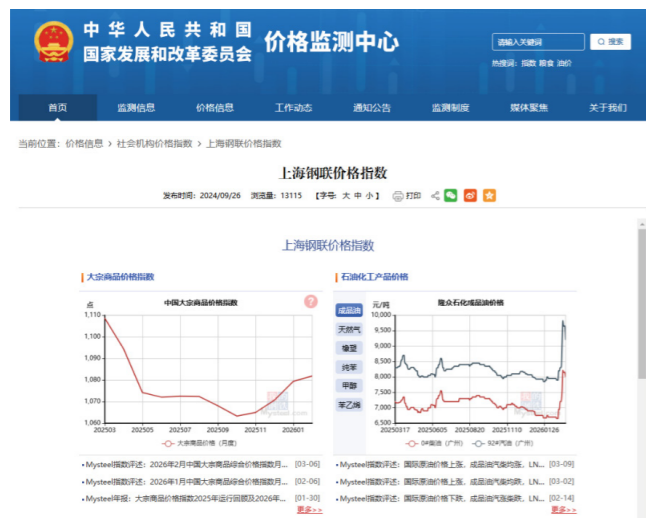 中华人民共和国
国家发展和改革委员会
价格监测中心
请输入关键词
搜索
热搜词: 指数 粮食 油价
首页 监测信息 价格信息 工作动态 通知公告 监测制度 媒体聚焦 关于我们
当前位置: 价格信息 > 社会机构价格指数 > 上海钢联价格指数
上海钢联价格指数
发布时间: 2024/09/26 浏览量: 13115 【字号: 大 中 小】 打印
上海钢联价格指数
大宗商品价格指数
点
中国大宗商品价格指数
?
1,110
1,100
1,090
1,080
1,070
1,060
202503 202505 202507 202509 202511 202601
大宗商品价格（月度）
• Mysteel指数评述: 2026年2月中国大宗商品综合价格指数月... [03-06]
• Mysteel指数评述: 2026年1月中国大宗商品综合价格指数月... [02-06]
• Mysteel年报: 大宗商品价格指数2025年运行回顾及2026年... [01-30]
更多>>
石油化工产品价格
成品油
天然气
橡塑
纯苯
甲醇
苯乙烯
元/吨
隆众石化成品油价格
10,000
9,500
9,000
8,500
8,000
7,500
7,000
6,500
20250317 20250605 20250820 20251110 20260126
0#柴油（广州） 92#汽油（广州）
• Mysteel指数评述: 国际原油价格上涨, 成品油汽柴均涨, LN... [03-09]
• Mysteel指数评述: 国际原油价格上涨, 成品油汽柴均跌, LN... [03-02]
• Mysteel指数评述: 国际原油价格下跌, 成品油汽涨柴跌, LN... [02-14]
更多>>